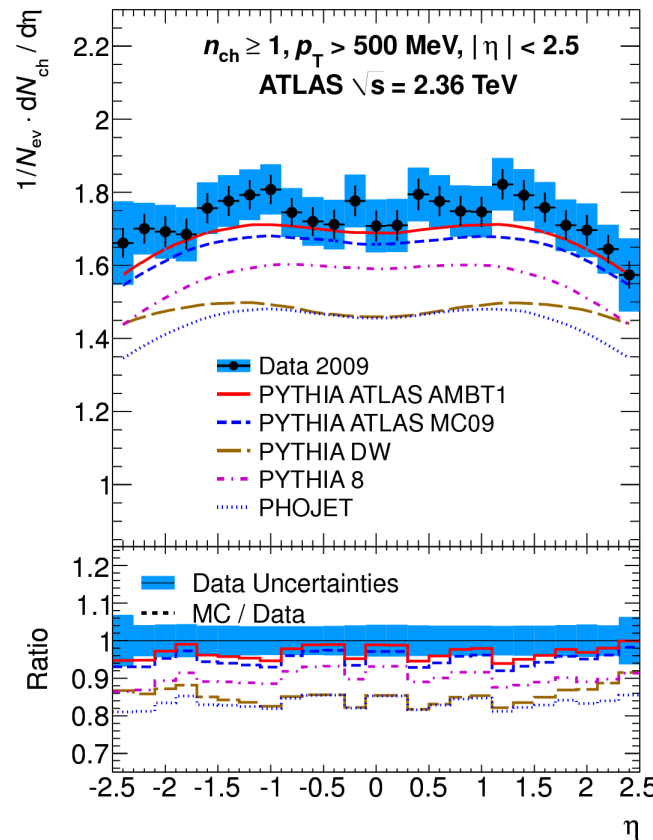 n_ch ≥ 1, p_T > 500 MeV, | η | < 2.5
ATLAS √s = 2.36 TeV
1/N_ev · dN_ch / dη
2.2
2
1.8
1.6
1.4
1.2
1
Data 2009
PYTHIA ATLAS AMBT1
PYTHIA ATLAS MC09
PYTHIA DW
PYTHIA 8
PHOJET
Ratio
1.2
1.1
1
0.9
0.8
0.7
Data Uncertainties
MC / Data
-2.5 -2 -1.5 -1 -0.5 0 0.5 1 1.5 2 2.5
η